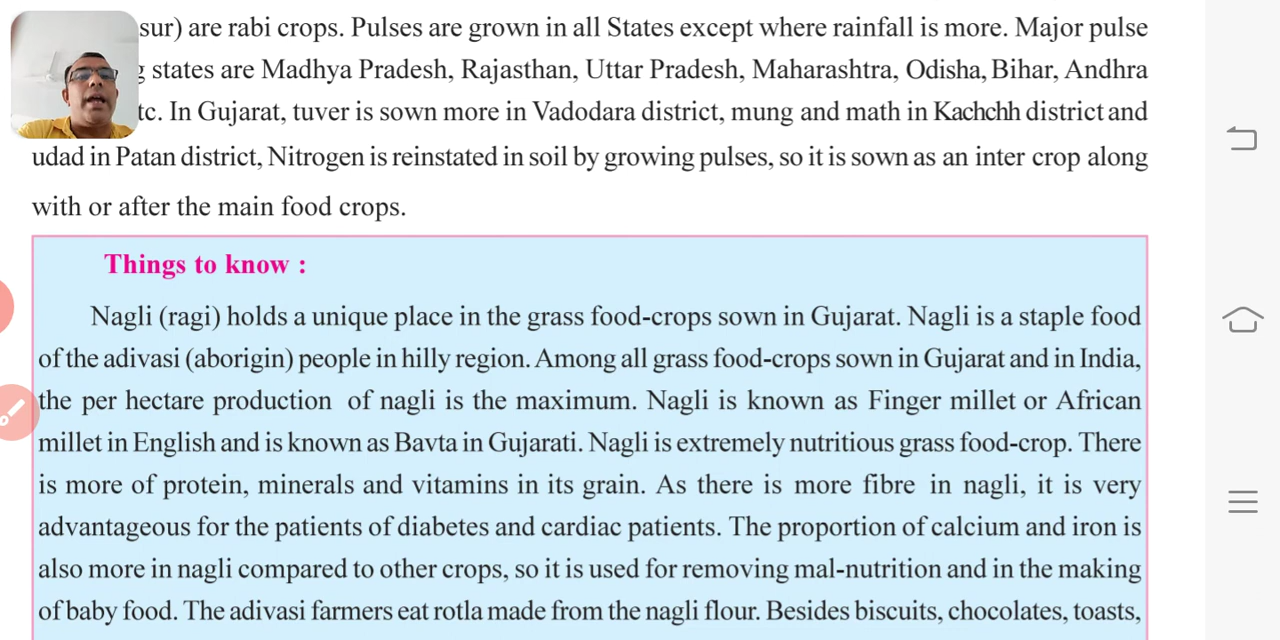 sur) are rabi crops. Pulses are grown in all States except where rainfall is more. Major pulse
states are Madhya Pradesh, Rajasthan, Uttar Pradesh, Maharashtra, Odisha, Bihar, Andhra
tc. In Gujarat, tuver is sown more in Vadodara district, mung and math in Kachchh district and
udad in Patan district, Nitrogen is reinstated in soil by growing pulses, so it is sown as an inter crop along
with or after the main food crops.
Things to know :
Nagli (ragi) holds a unique place in the grass food-crops sown in Gujarat. Nagli is a staple food
of the adivasi (aborigin) people in hilly region. Among all grass food-crops sown in Gujarat and in India,
the per hectare production of nagli is the maximum. Nagli is known as Finger millet or African
millet in English and is known as Bavta in Gujarati. Nagli is extremely nutritious grass food-crop. There
is more of protein, minerals and vitamins in its grain. As there is more fibre in nagli, it is very
advantageous for the patients of diabetes and cardiac patients. The proportion of calcium and iron is
also more in nagli compared to other crops, so it is used for removing mal-nutrition and in the making
of baby food. The adivasi farmers eat rotla made from the nagli flour. Besides biscuits, chocolates, toasts,